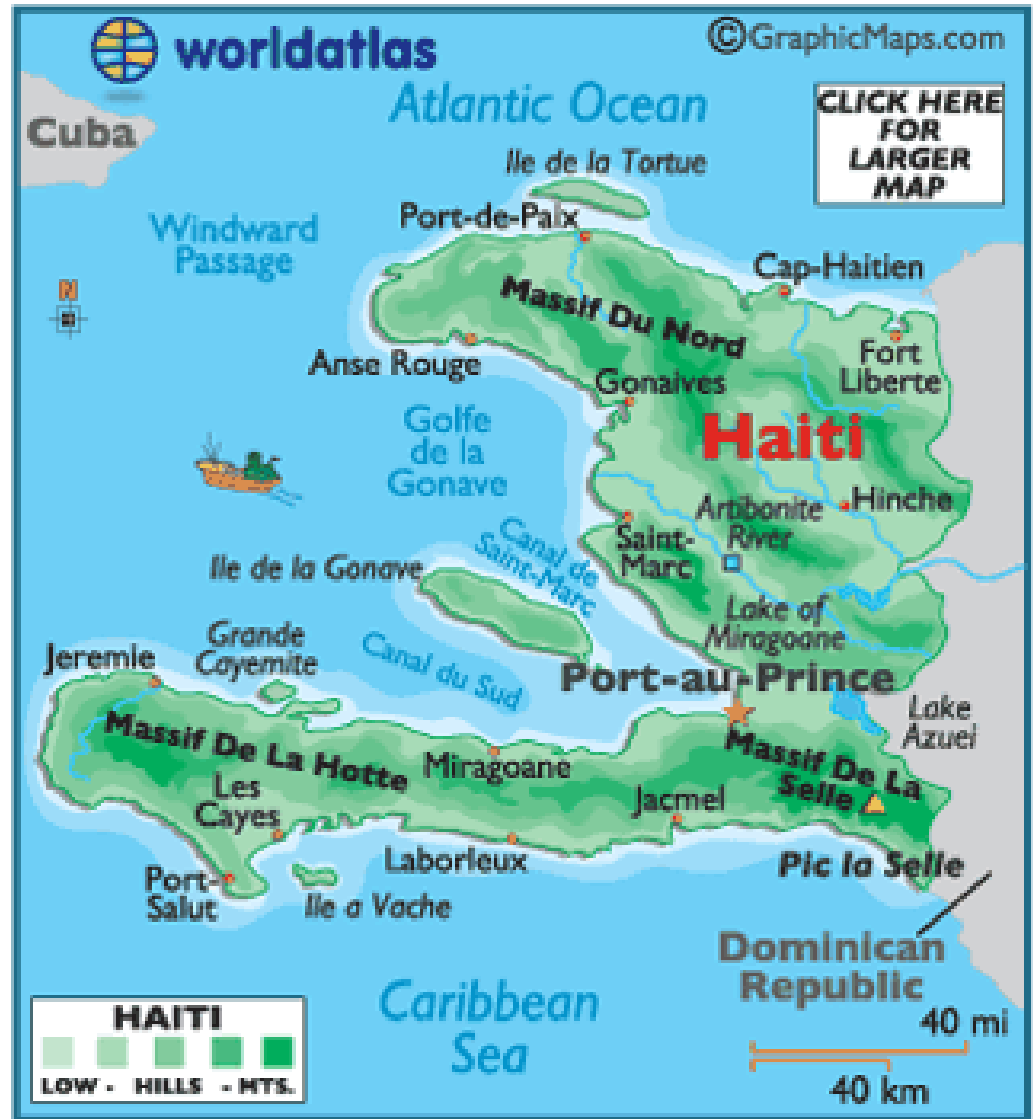 worldatlas
©GraphicMaps.com
Atlantic Ocean
CLICK HERE
FOR
LARGER
MAP
Cuba
Ile de la Tortue
Port-de-Paix
Windward
Passage
Cap-Haitien
N
Massif Du Nord
Anse Rouge
Fort
Liberte
Gonaives
Golfe
de la
Gonave
Haiti
Hinche
Artibonite
River
Saint-
Marc
Canal de
Saint-Marc
Ile de la Gonave
Lake of
Miragoane
Grande
Cayemite
Jeremie
Canal du Sud
Port-au-Prince
Lake
Azuei
Massif De La Hotte
Miragoane
Massif De La
Selle
Les
Cayes
Jacmel
Laborieux
Pic la Selle
Port-
Salut
Ile a Vache
Dominican
Republic
Caribbean
Sea
HAITI
LOW - HILLS - MTS.
40 mi
40 km